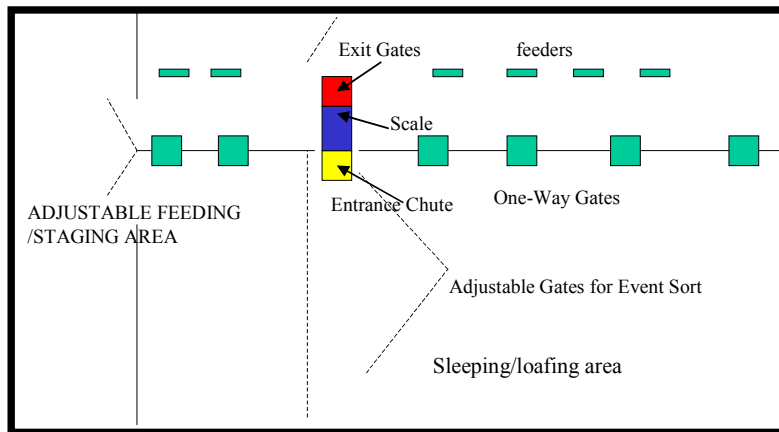 Exit Gates
feeders
Scale
Entrance Chute
One-Way Gates
ADJUSTABLE FEEDING
/STAGING AREA
Adjustable Gates for Event Sort
Sleeping/loafing area